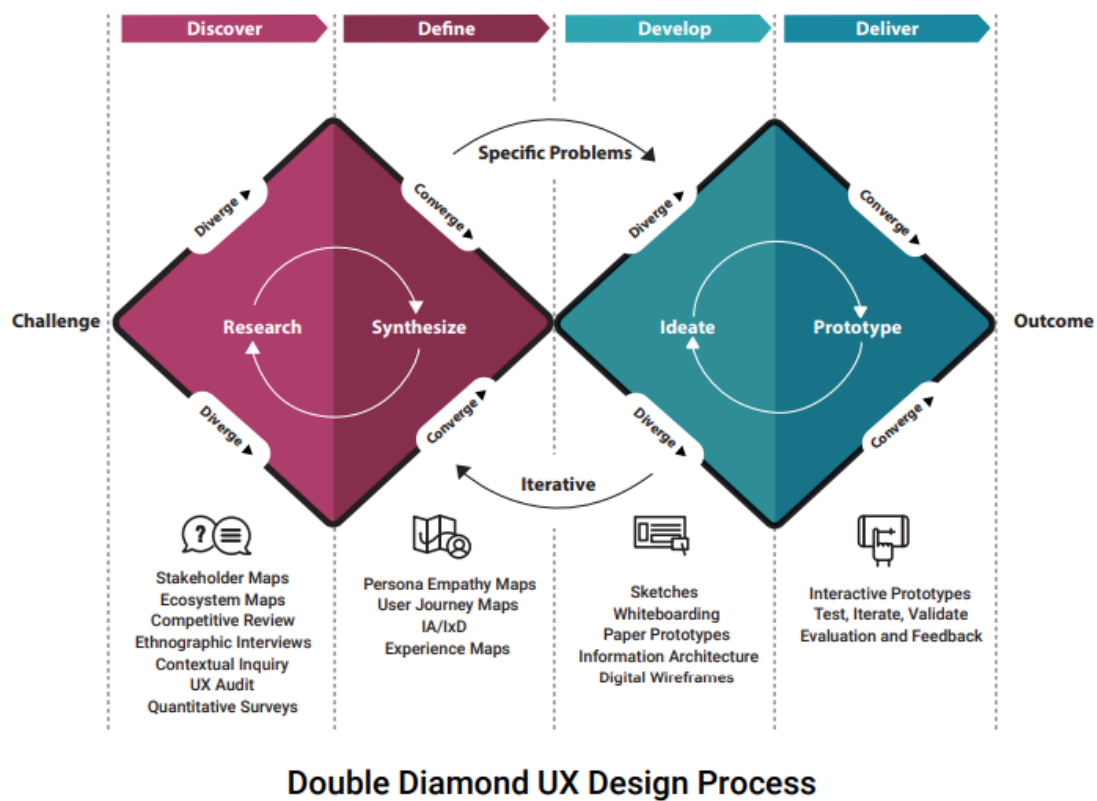 Discover
Define
Develop
Deliver
Specific Problems
Diverge
Converge
Diverge
Converge
Challenge
Research
Synthesize
Ideate
Prototype
Outcome
Diverge
Converge
Diverge
Converge
Iterative
?
Stakeholder Maps
Ecosystem Maps
Competitive Review
Ethnographic Interviews
Contextual Inquiry
UX Audit
Quantitative Surveys
Persona Empathy Maps
User Journey Maps
IA/IxD
Experience Maps
Sketches
Whiteboarding
Paper Prototypes
Information Architecture
Digital Wireframes
Interactive Prototypes
Test, Iterate, Validate
Evaluation and Feedback
Double Diamond UX Design Process